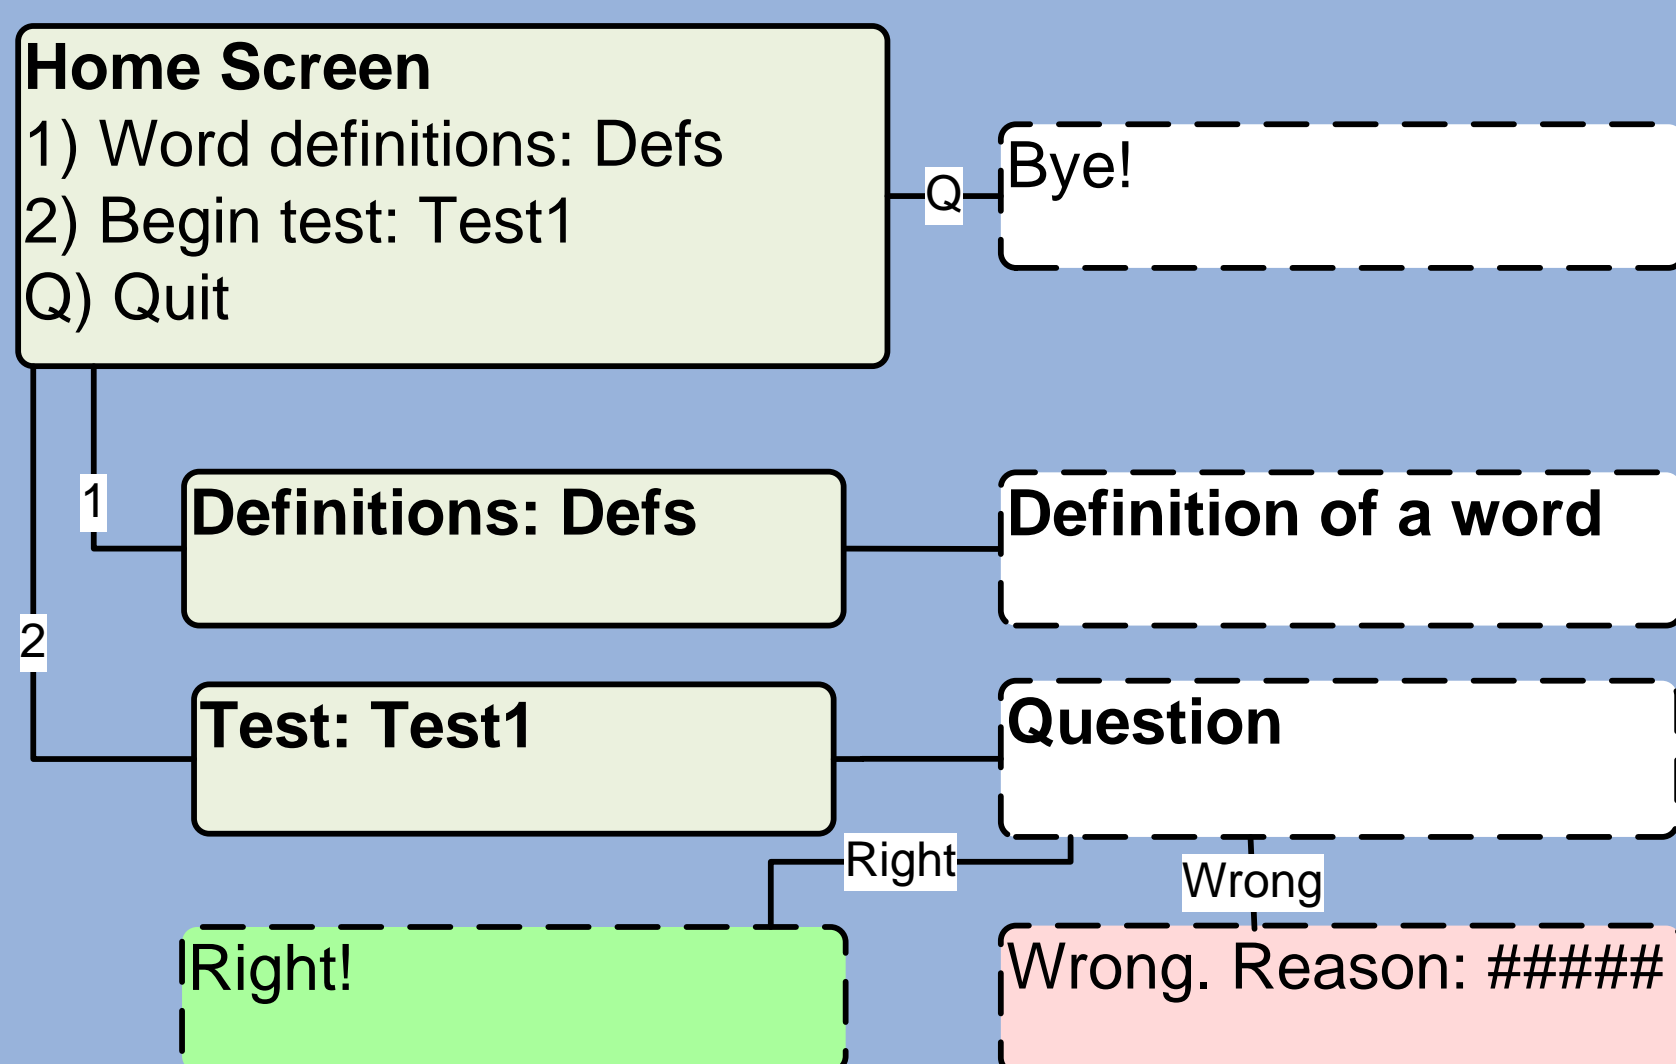 Home Screen
1) Word definitions: Defs
2) Begin test: Test1
Q) Quit
Q
Bye!
1
Definitions: Defs
Definition of a word
2
Test: Test1
Question
Right
Wrong
Right!
Wrong. Reason: #####